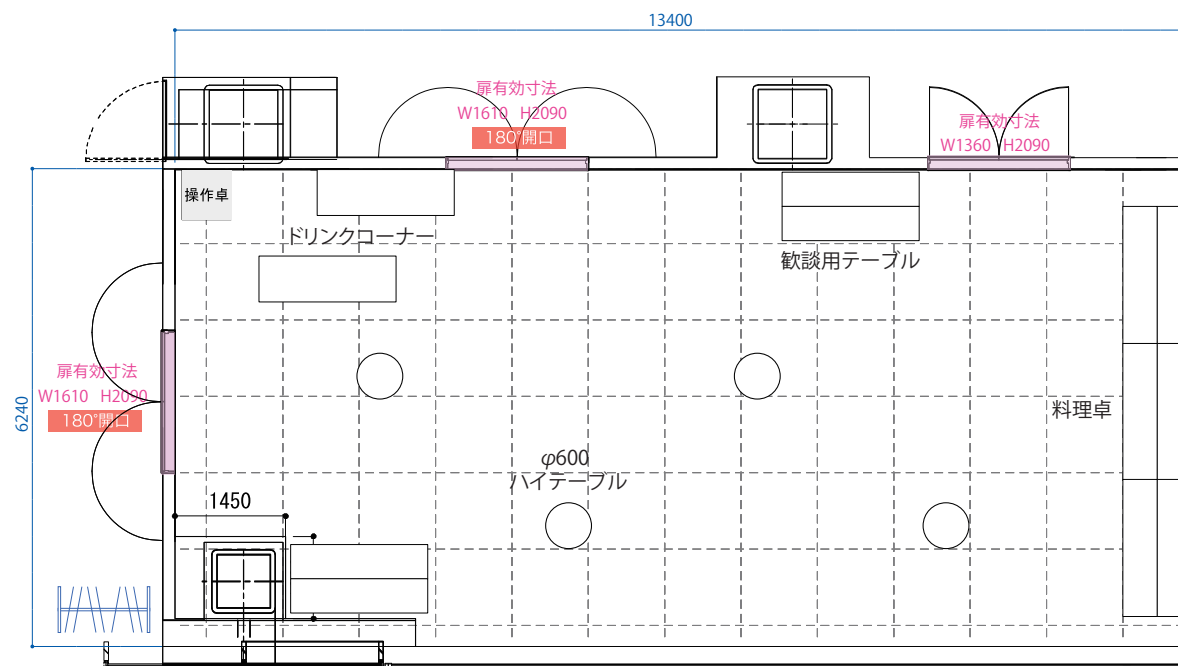 13400
扉有効寸法
W1610 H2090
180°開口
扉有効寸法
W1360 H2090
操作卓
ドリンクコーナー
歓談用テーブル
扉有効寸法
W1610 H2090
180°開口
6240
料理卓
φ600
ハイテーブル
1450